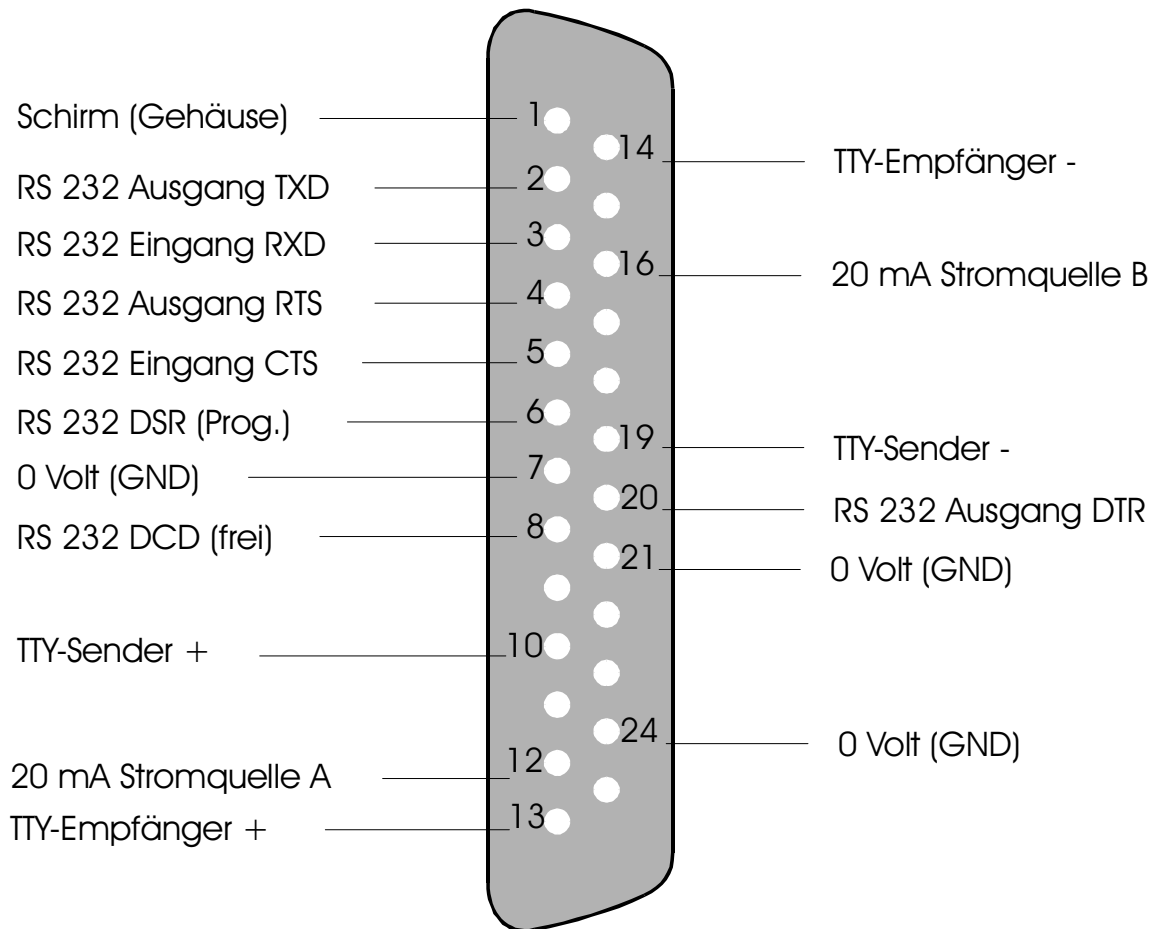 Schirm (Gehäuse)
1
14
TTY-Empfänger -
RS 232 Ausgang TXD
2
RS 232 Eingang RXD
3
16
20 mA Stromquelle B
RS 232 Ausgang RTS
4
RS 232 Eingang CTS
5
RS 232 DSR (Prog.)
6
19
TTY-Sender -
0 Volt (GND)
7
20
RS 232 Ausgang DTR
RS 232 DCD (frei)
8
21
0 Volt (GND)
TTY-Sender +
10
24
0 Volt (GND)
20 mA Stromquelle A
12
TTY-Empfänger +
13